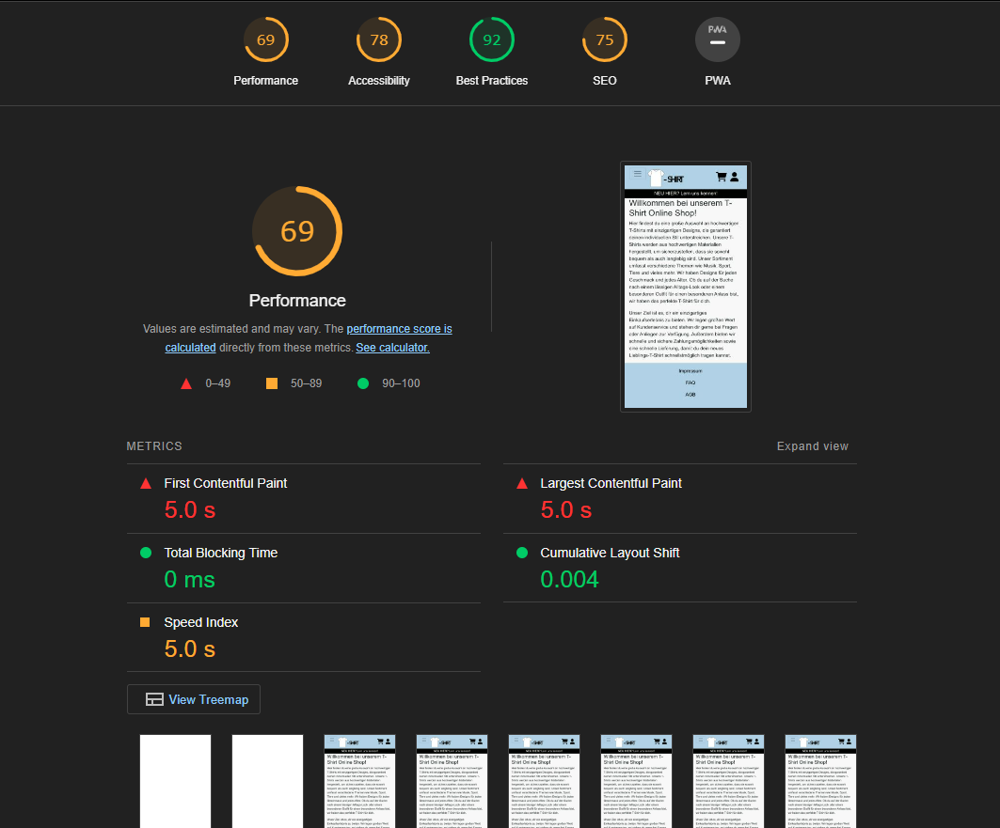 69
78
92
75
PWA
Performance
Accessibility
Best Practices
SEO
PWA
69
Performance
Values are estimated and may vary. The performance score is
calculated directly from these metrics. See calculator.
0–49
50–89
90–100
-SHIRT
NEU HIER? Lern uns kennen!
Willkommen bei unserem T-
Shirt Online Shop!
Hier findest du eine große Auswahl an hochwertigen
T-Shirts mit einzigartigen Designs, die garantiert
deinen individuellen Stil unterstreichen. Unsere T-
Shirts werden aus hochwertigen Materialien
hergestellt, um sicherzustellen, dass sie sowohl
bequem als auch langlebig sind. Unser Sortiment
umfasst verschiedene Themen wie Musik, Sport,
Tiere und vieles mehr. Wir haben Designs für jeden
Geschmack und jedes Alter. Ob du auf der Suche
nach einem lässigen Alltags-Look oder einem
besonderen Outfit für einen besonderen Anlass bist,
wir haben das perfekte T-Shirt für dich.
Unser Ziel ist es, dir ein einzigartiges
Einkaufserlebnis zu bieten. Wir legen großen Wert
auf Kundenservice und stehen dir gerne bei Fragen
oder Anliegen zur Verfügung. Außerdem bieten wir
schnelle und sichere Zahlungsmöglichkeiten sowie
eine schnelle Lieferung, damit du dein neues
Lieblings-T-Shirt schnellstmöglich tragen kannst.
Impressum
FAQ
AGB
METRICS
Expand view
First Contentful Paint
5.0 s
Largest Contentful Paint
5.0 s
Total Blocking Time
0 ms
Cumulative Layout Shift
0.004
Speed Index
5.0 s
View Treemap
Willkommen bei unserem T-
Shirt Online Shop!
Willkommen bei unserem T-
Shirt Online Shop!
Willkommen bei unserem T-
Shirt Online Shop!
Willkommen bei unserem T-
Shirt Online Shop!
Willkommen bei unserem T-
Shirt Online Shop!
Willkommen bei unserem T-
Shirt Online Shop!